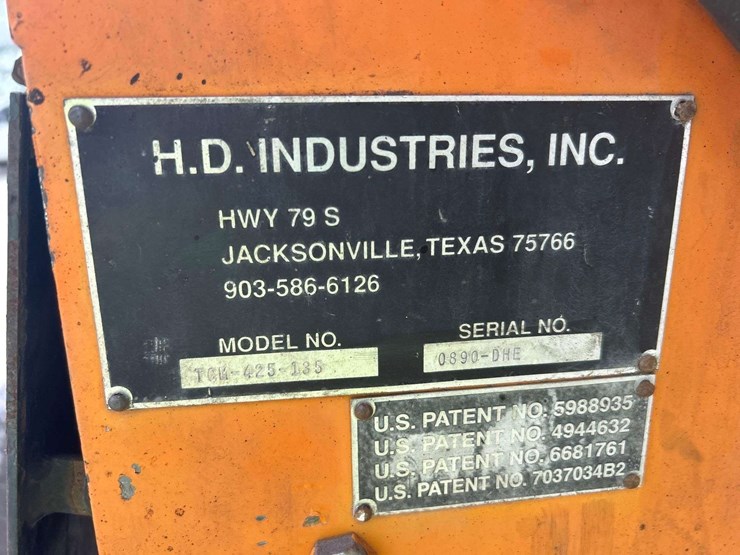 H.D. INDUSTRIES, INC.
HWY 79 S
JACKSONVILLE, TEXAS 75766
903-586-6126
MODEL NO.
SERIAL NO.
TCM-425-135
0890-DHE
U.S. PATENT NO. 5988935
U.S. PATENT NO. 4944632
U.S. PATENT NO. 6681761
U.S. PATENT NO. 7037034B2